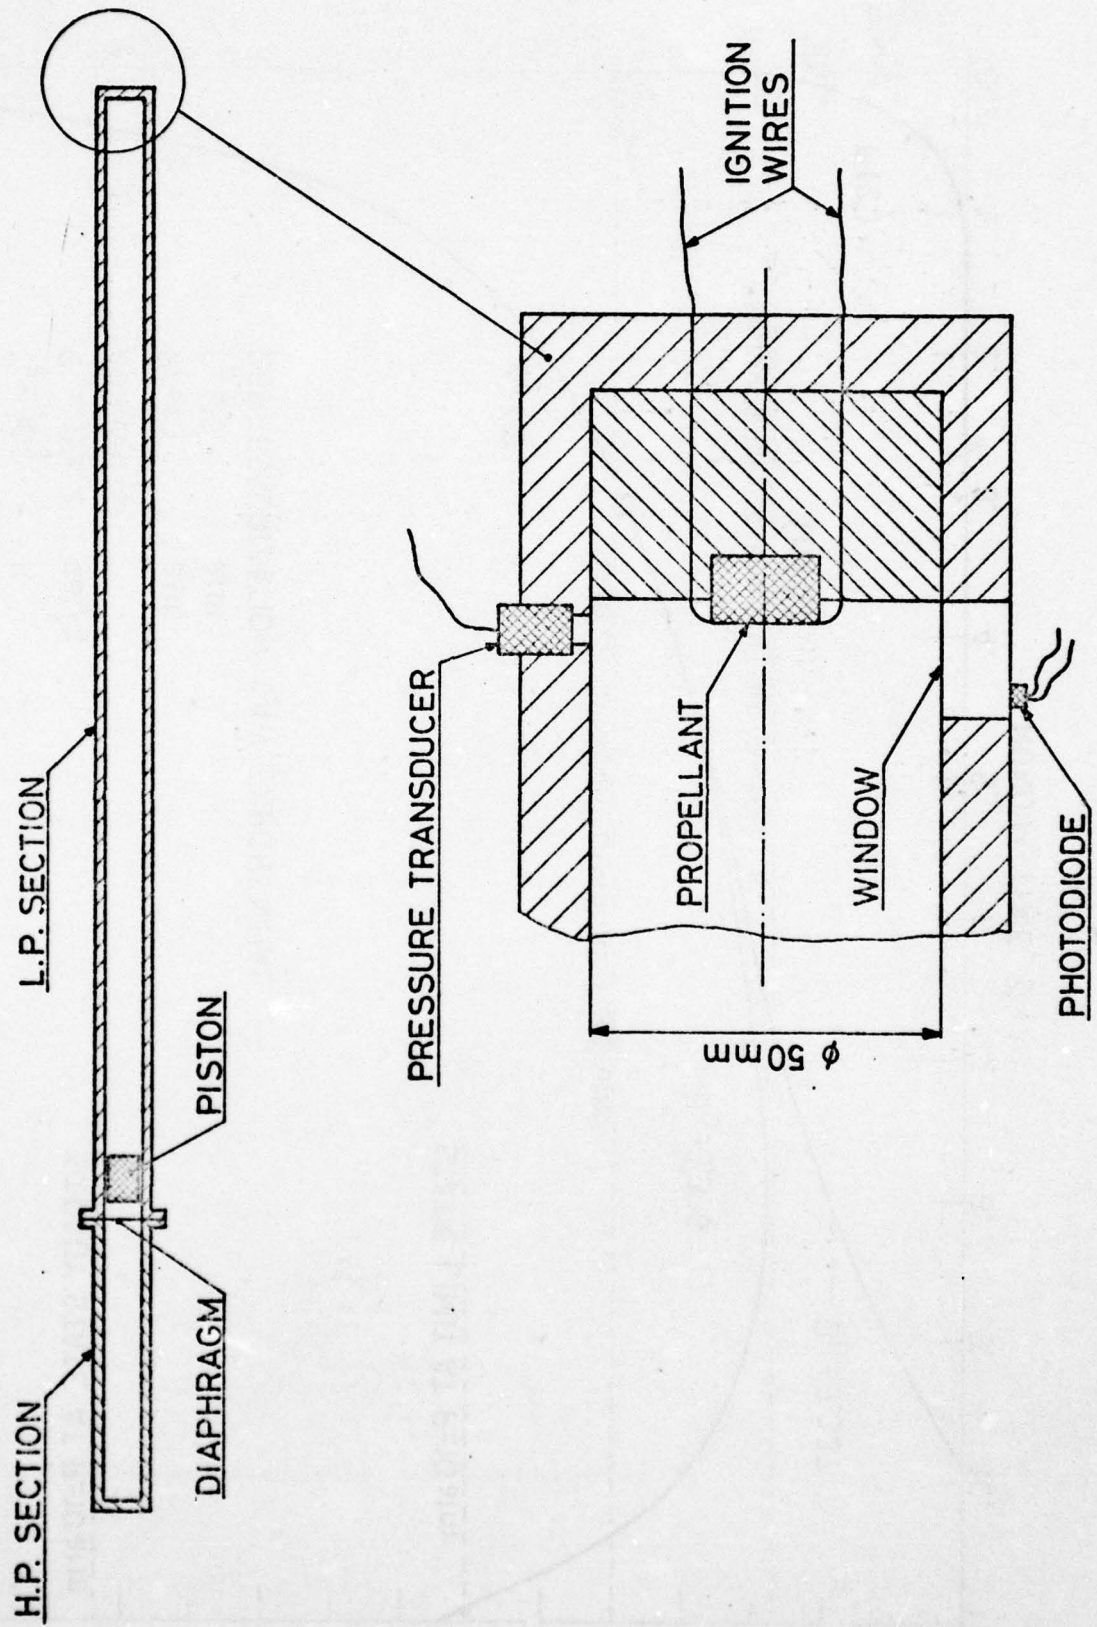 H.P. SECTION
L.P. SECTION
DIAPHRAGM
PISTON
PRESSURE TRANSDUCER
IGNITION
WIRES
PROPELLANT
WINDOW
PHOTODIODE
ø 50mm